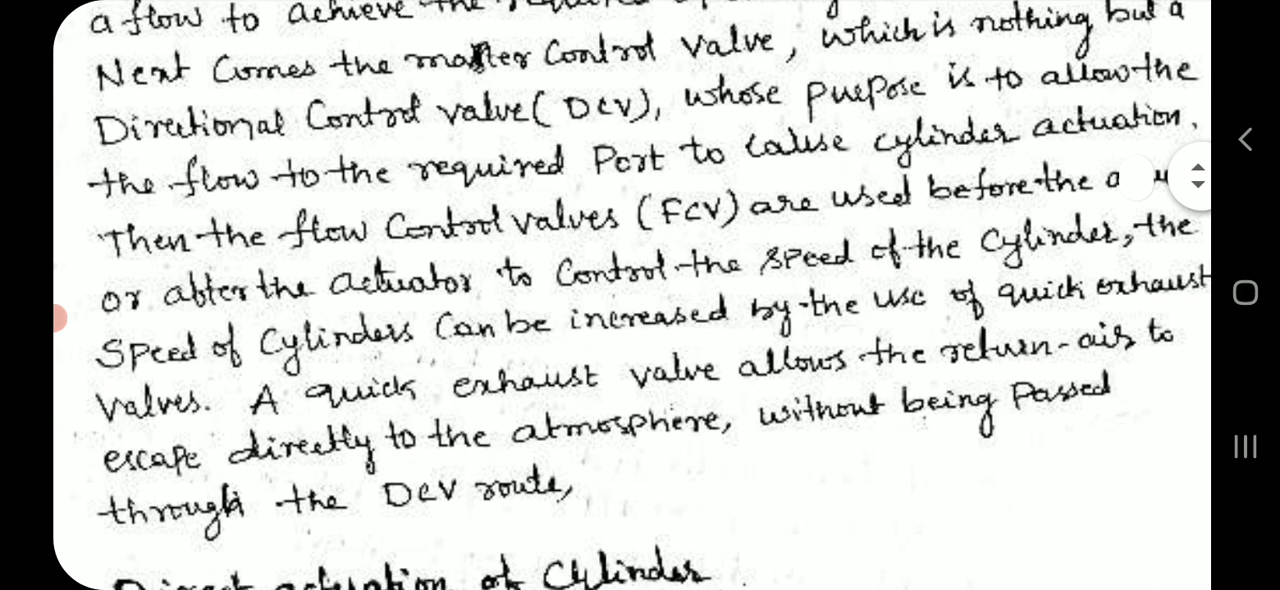 a flow to achieve the required
Next Comes the master Control Valve, which is nothing but a
Directional Control valve (DCV), whose purpose is to allow the
the flow to the required Port to cause cylinder actuation.
Then the flow Control valves (FCV) are used before the
or after the actuator to Control the speed of the Cylinder, the
Speed of Cylinders Can be increased by the use of quick exhaust
Valves. A quick exhaust valve allows the return-air to
escape directly to the atmosphere, without being Passed
through the DCV route,
Direct actuation of Cylinder